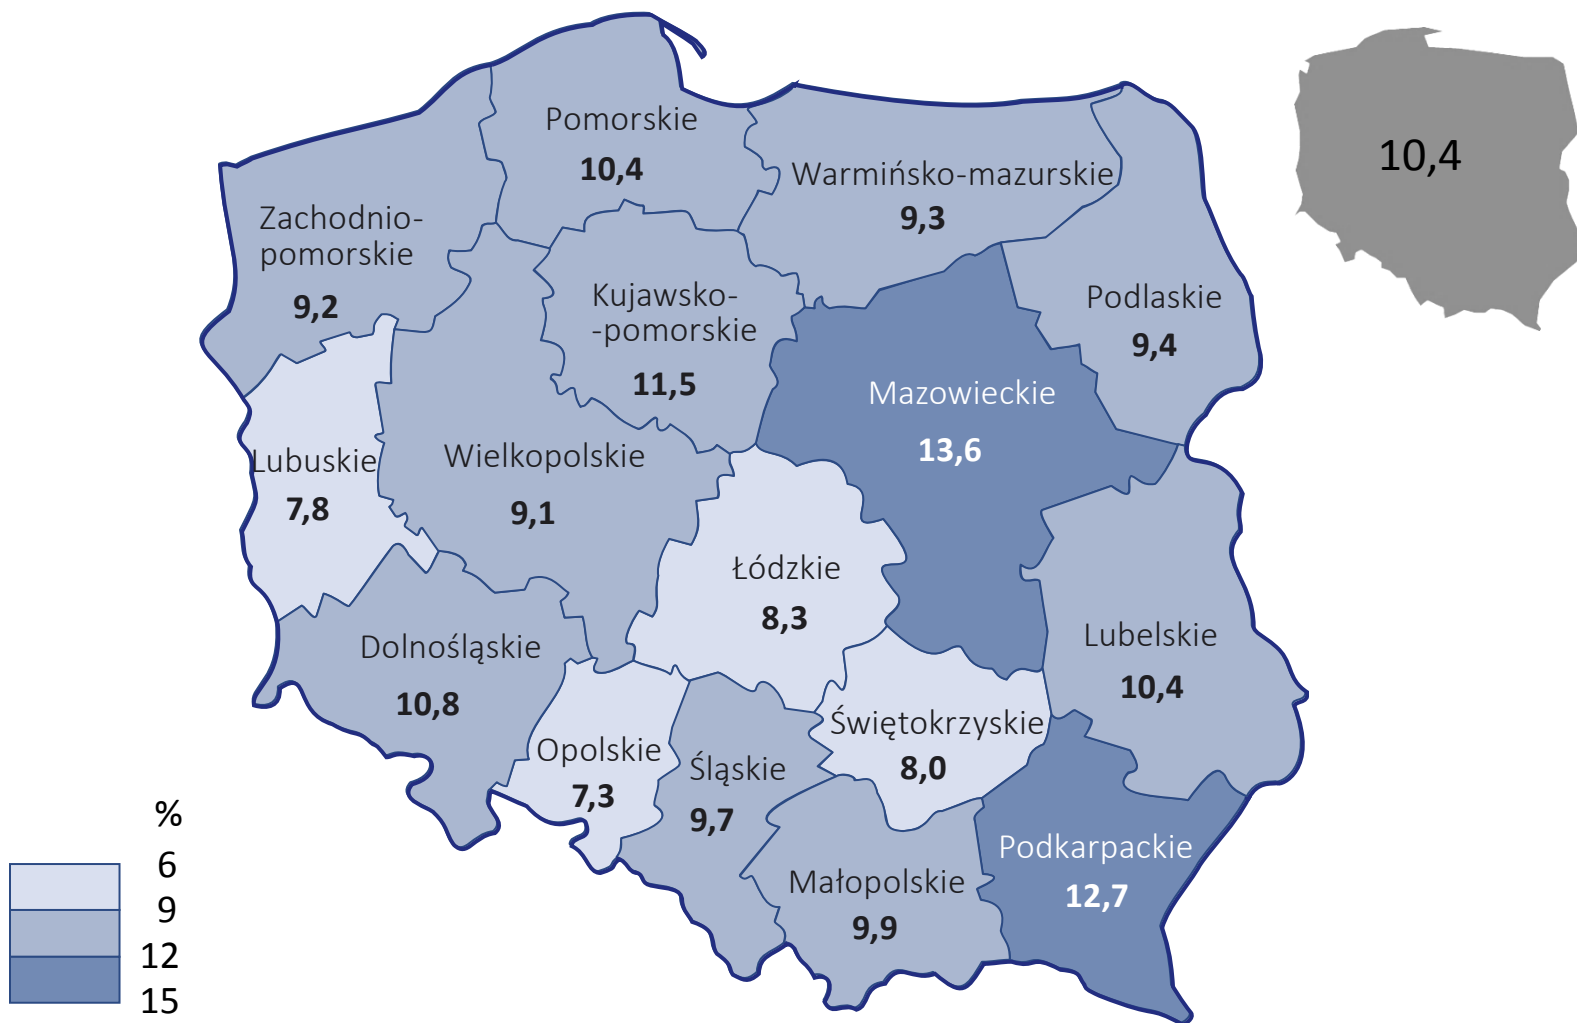 Pomorskie
10,4
Warmińsko-mazurskie
9,3
10,4
Zachodnio-
pomorskie
9,2
Kujawsko-
-pomorskie
11,5
Podlaskie
9,4
Mazowieckie
13,6
Lubuskie
7,8
Wielkopolskie
9,1
Łódzkie
8,3
Dolnośląskie
10,8
Lubelskie
10,4
Opolskie
7,3
Śląskie
9,7
Świętokrzyskie
8,0
Małopolskie
9,9
Podkarpackie
12,7
%
6
9
12
15